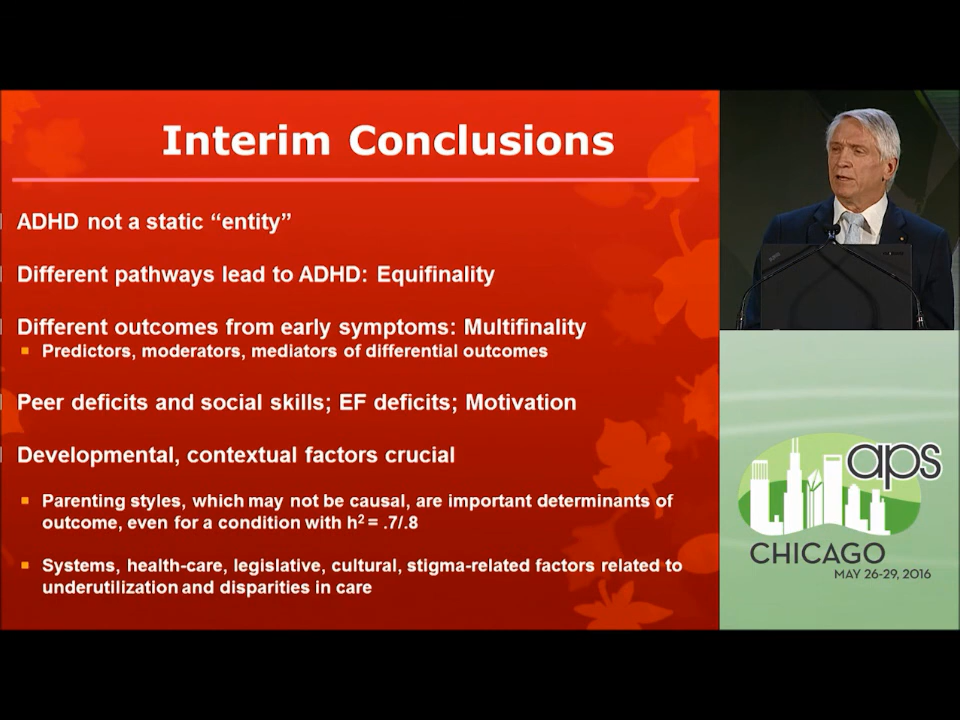 Interim Conclusions
ADHD not a static “entity”
Different pathways lead to ADHD: Equifinality
Different outcomes from early symptoms: Multifinality
Predictors, moderators, mediators of differential outcomes
Peer deficits and social skills; EF deficits; Motivation
Developmental, contextual factors crucial
Parenting styles, which may not be causal, are important determinants of
outcome, even for a condition with h² = .7/.8
Systems, health-care, legislative, cultural, stigma-related factors related to
underutilization and disparities in care
aps
CHICAGO
MAY 26-29, 2016